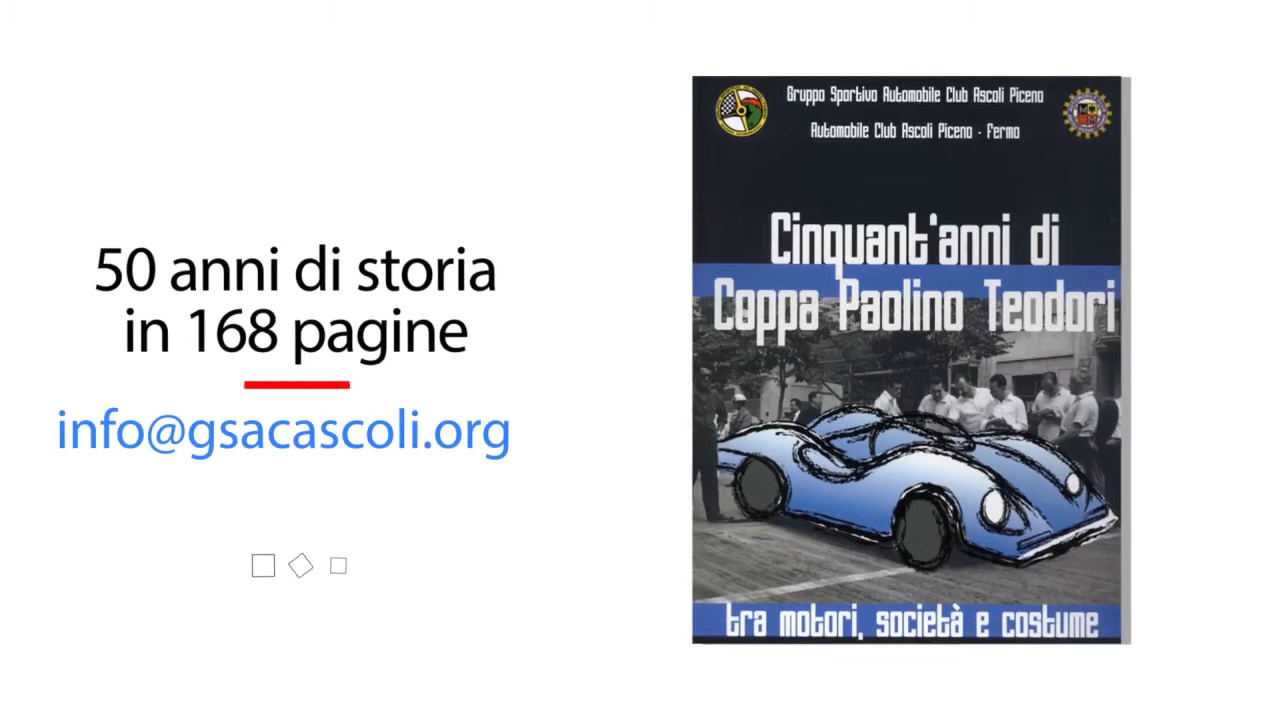 50 anni di storia
in 168 pagine
info@gsacascoli.org
Gruppo Sportivo Automobile Club Ascoli Piceno
Automobile Club Ascoli Piceno - Fermo
Cinquant'anni di
Coppa Paolino Teodori
tra motori, società e costume